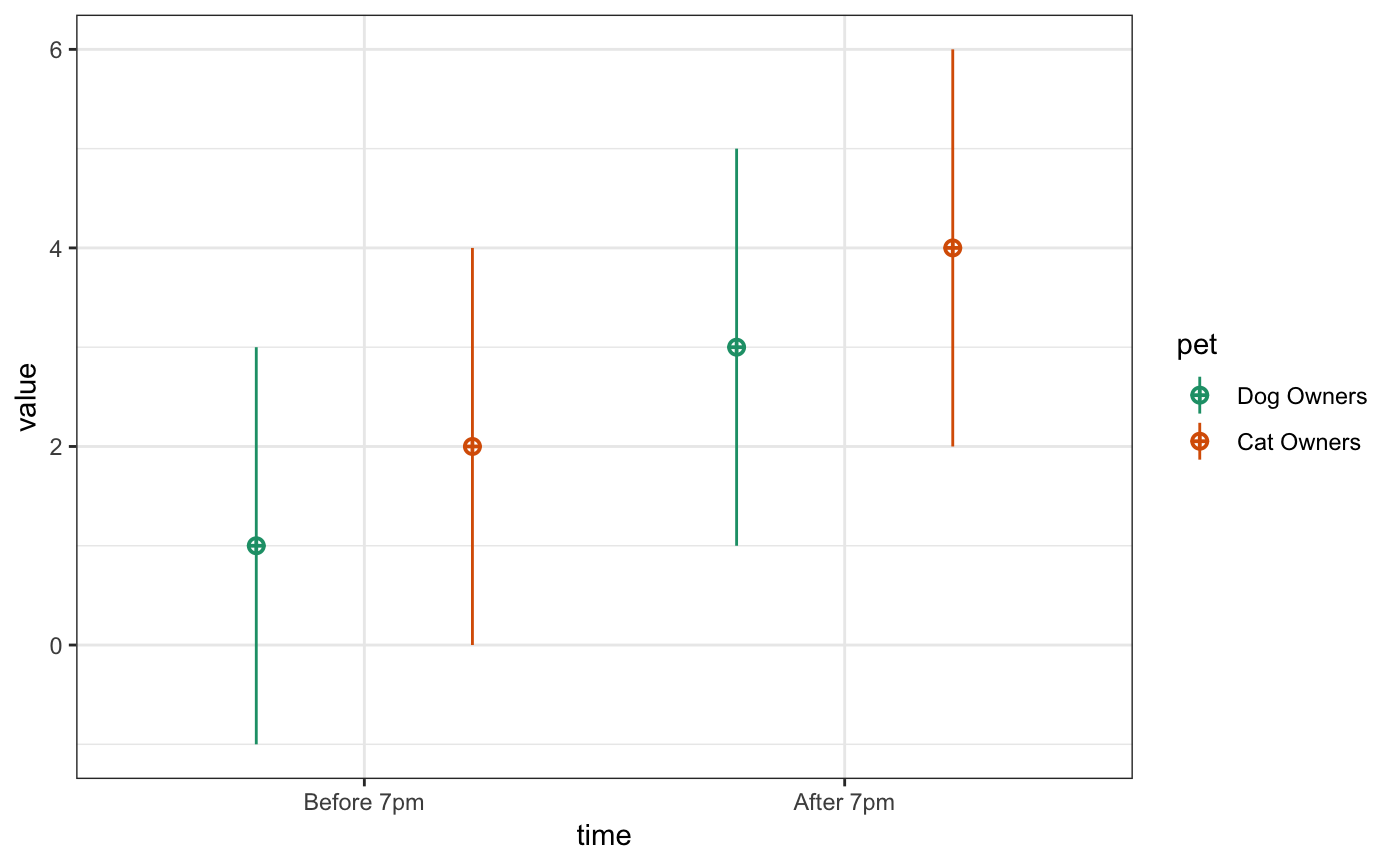 6
4
2
0
value
Before 7pm
After 7pm
time
pet
Dog Owners
Cat Owners